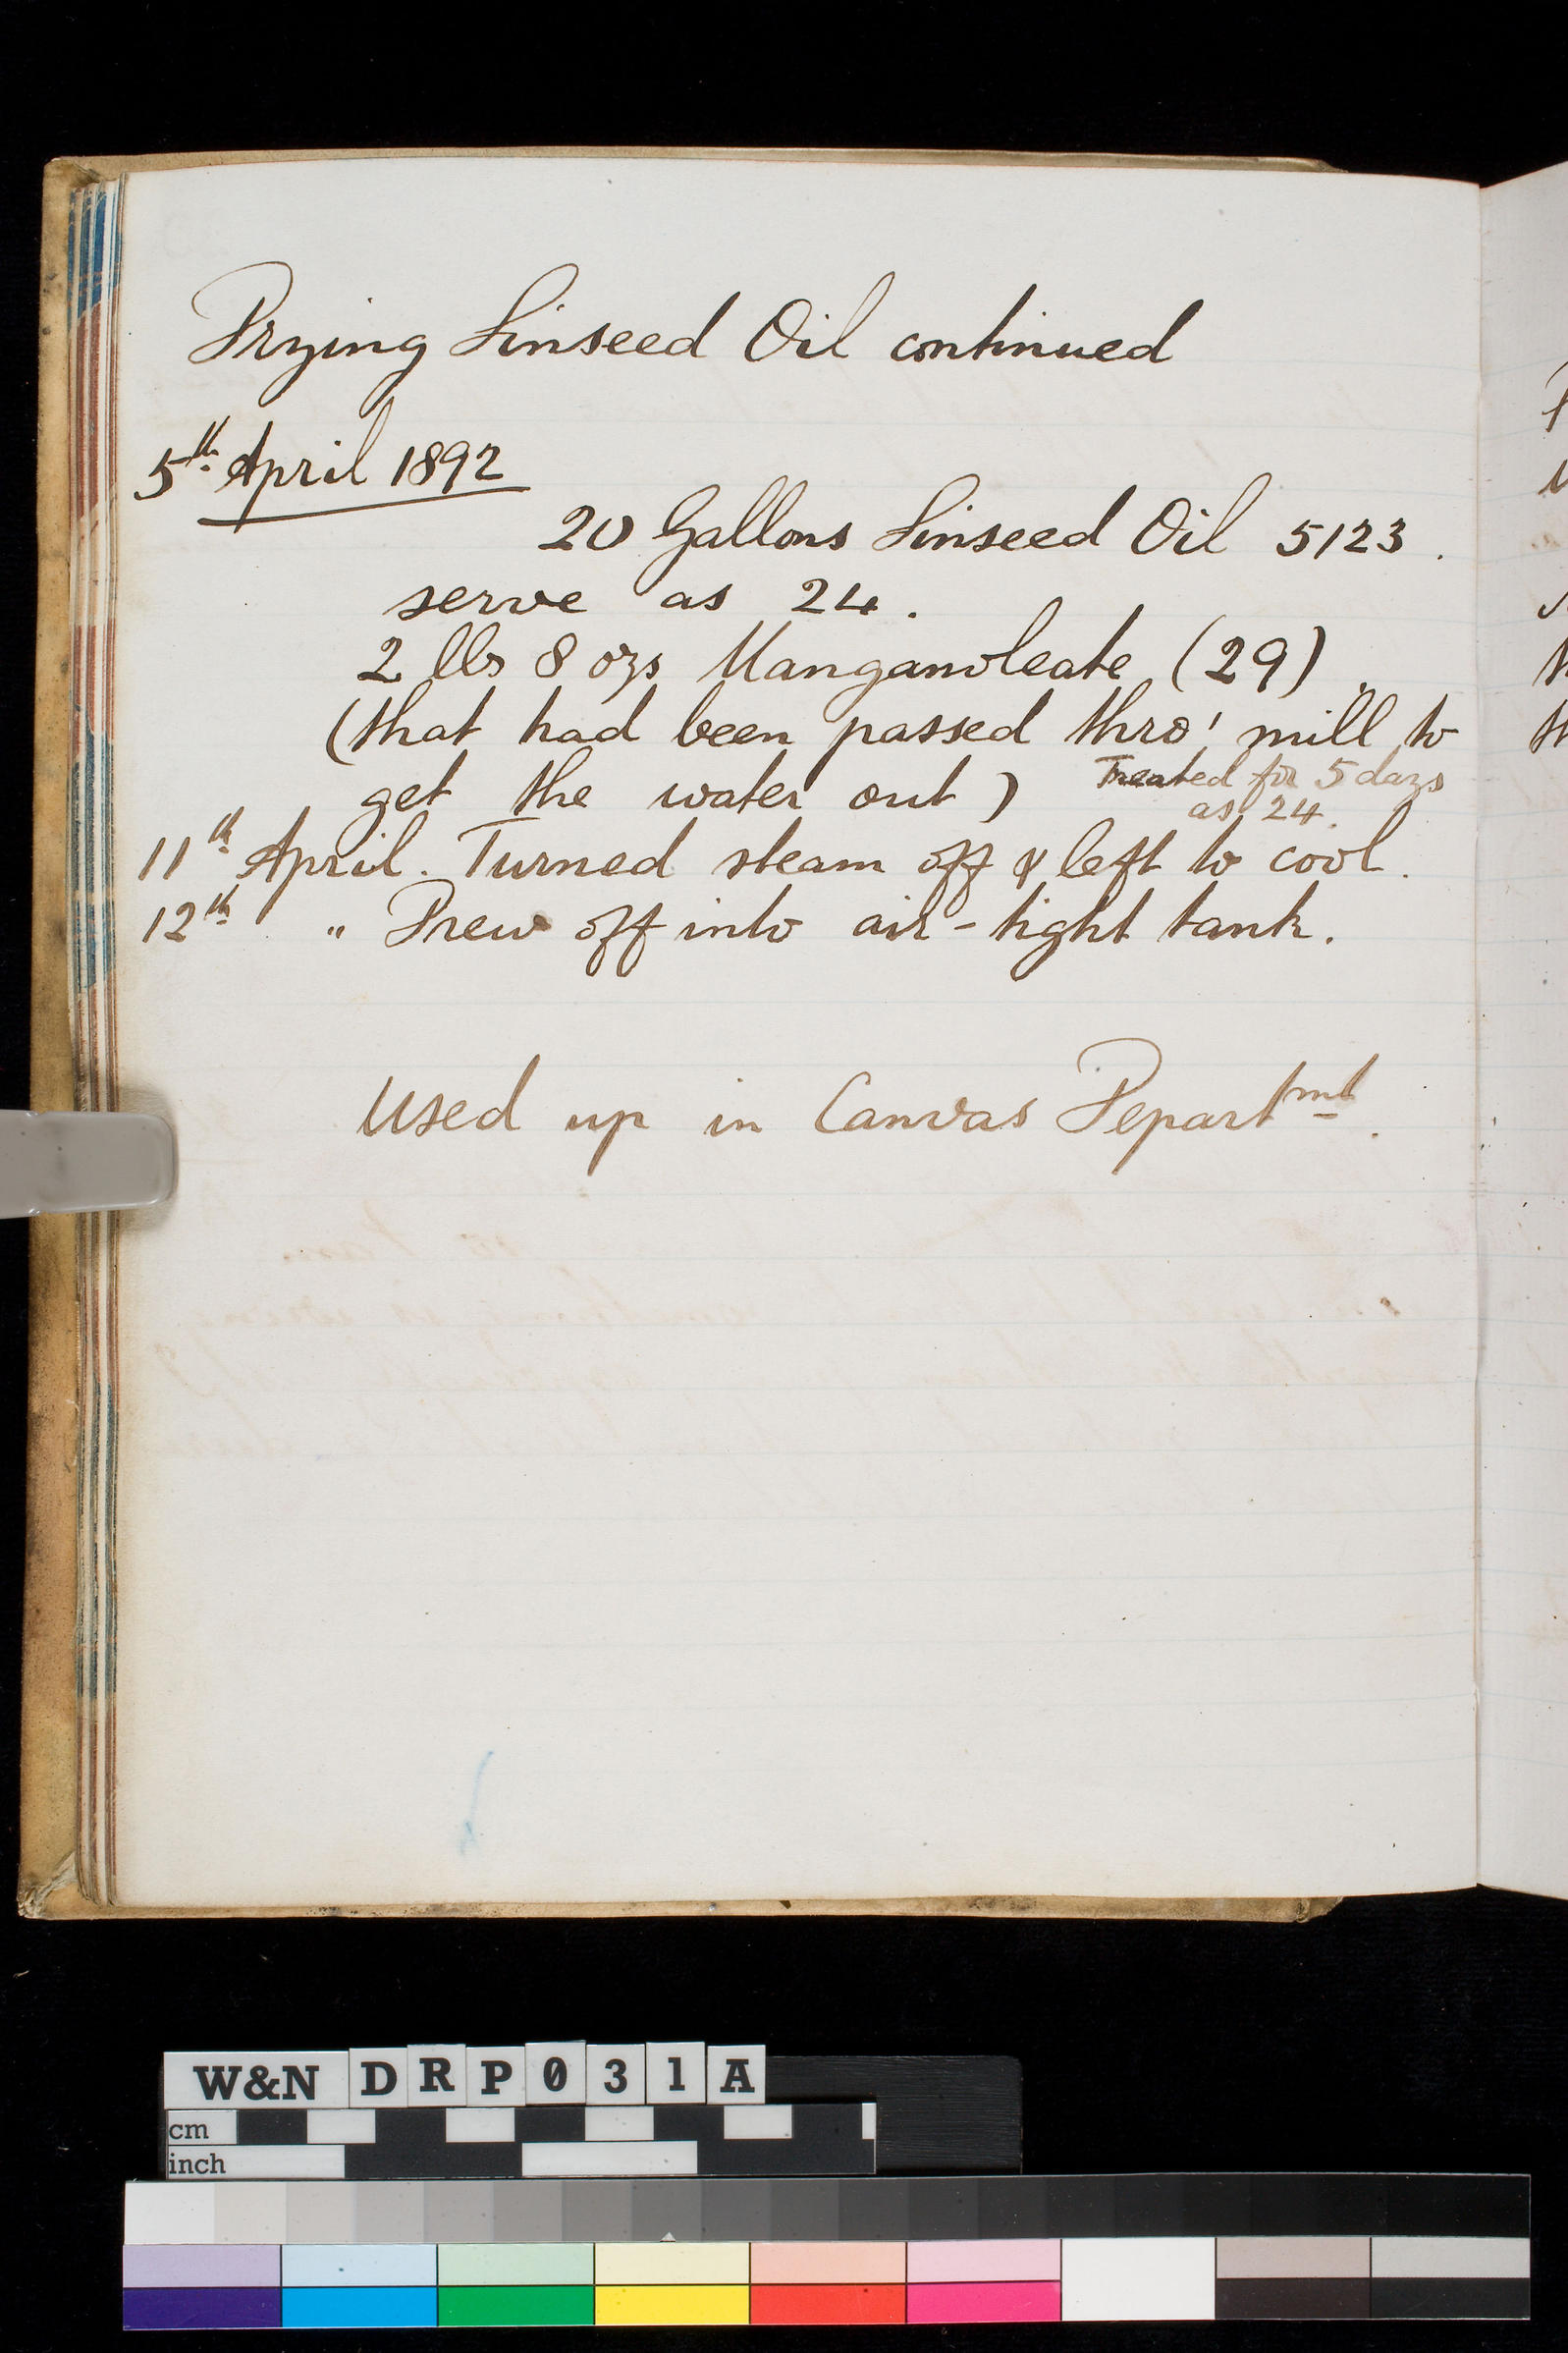 Drying Linseed Oil continued
5th April 1892
20 Gallons Linseed Oil 5123.
serve as 24.
2 lbs 8 ozs Manganoleate (29).
(that had been passed thro' mill to
get the water out) Treated for 5 days
as 24.
11th April. Turned steam off & left to cool.
12th " Drew off into air-tight tank.
Used up in Canvas Departmt.
W&N DRP031A
cm
inch